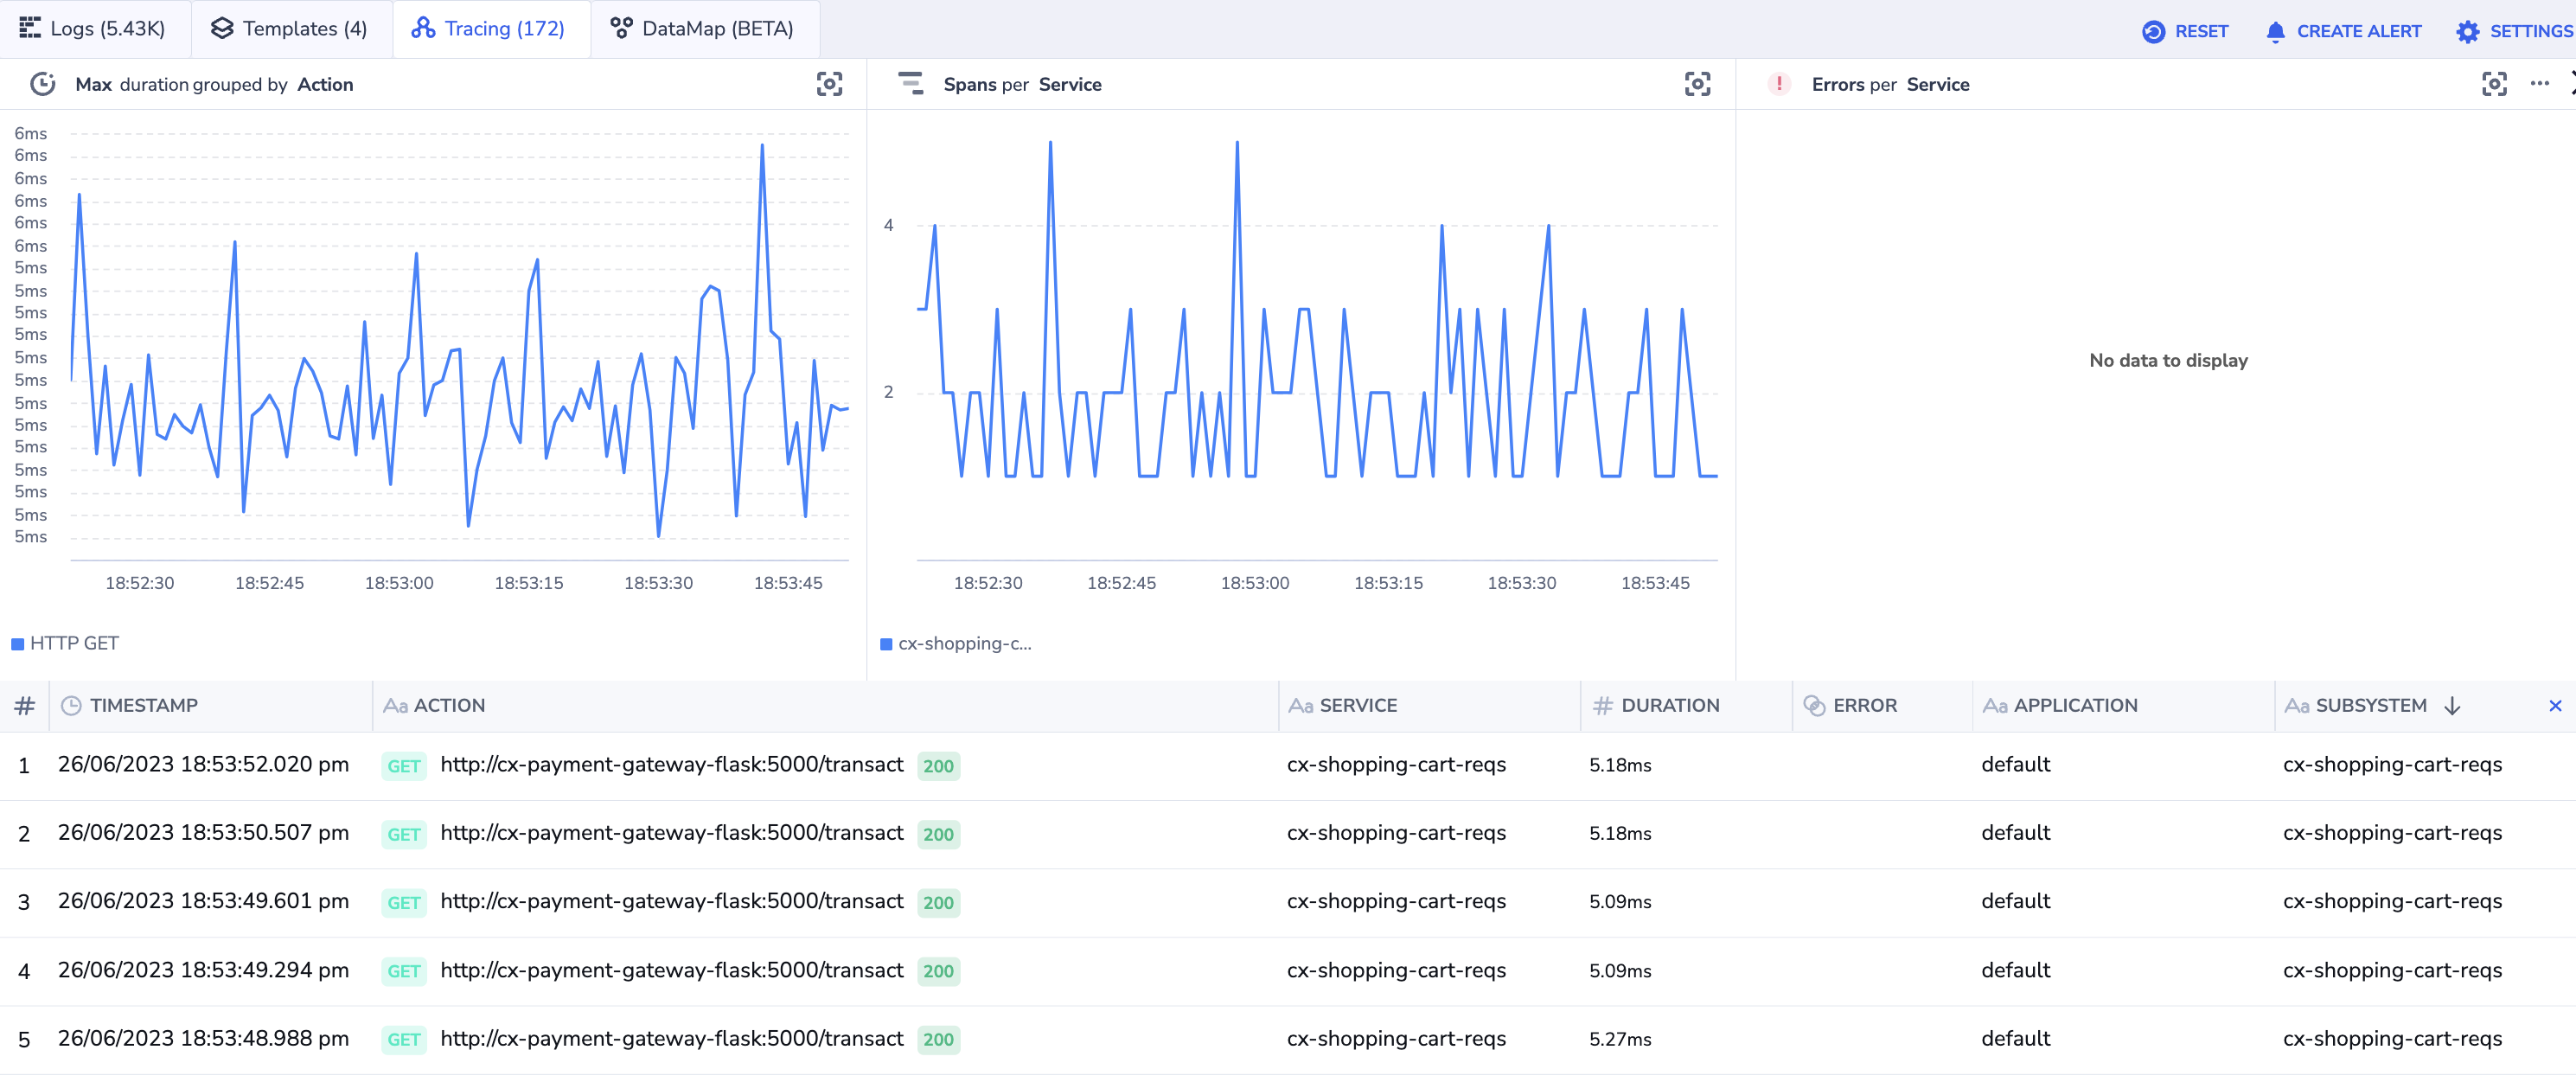 Logs (5.43K) Templates (4) Tracing (172) DataMap (BETA) RESET CREATE ALERT SETTINGS
Max duration grouped by Action
6ms
6ms
6ms
6ms
6ms
6ms
5ms
5ms
5ms
5ms
5ms
5ms
5ms
5ms
5ms
5ms
5ms
5ms
5ms
18:52:30 18:52:45 18:53:00 18:53:15 18:53:30 18:53:45
HTTP GET
Spans per Service
4
2
18:52:30 18:52:45 18:53:00 18:53:15 18:53:30 18:53:45
cx-shopping-c...
! Errors per Service
No data to display
# TIMESTAMP Aa ACTION Aa SERVICE # DURATION ERROR Aa APPLICATION Aa SUBSYSTEM
1 26/06/2023 18:53:52.020 pm GET http://cx-payment-gateway-flask:5000/transact 200 cx-shopping-cart-reqs 5.18ms default cx-shopping-cart-reqs
2 26/06/2023 18:53:50.507 pm GET http://cx-payment-gateway-flask:5000/transact 200 cx-shopping-cart-reqs 5.18ms default cx-shopping-cart-reqs
3 26/06/2023 18:53:49.601 pm GET http://cx-payment-gateway-flask:5000/transact 200 cx-shopping-cart-reqs 5.09ms default cx-shopping-cart-reqs
4 26/06/2023 18:53:49.294 pm GET http://cx-payment-gateway-flask:5000/transact 200 cx-shopping-cart-reqs 5.09ms default cx-shopping-cart-reqs
5 26/06/2023 18:53:48.988 pm GET http://cx-payment-gateway-flask:5000/transact 200 cx-shopping-cart-reqs 5.27ms default cx-shopping-cart-reqs